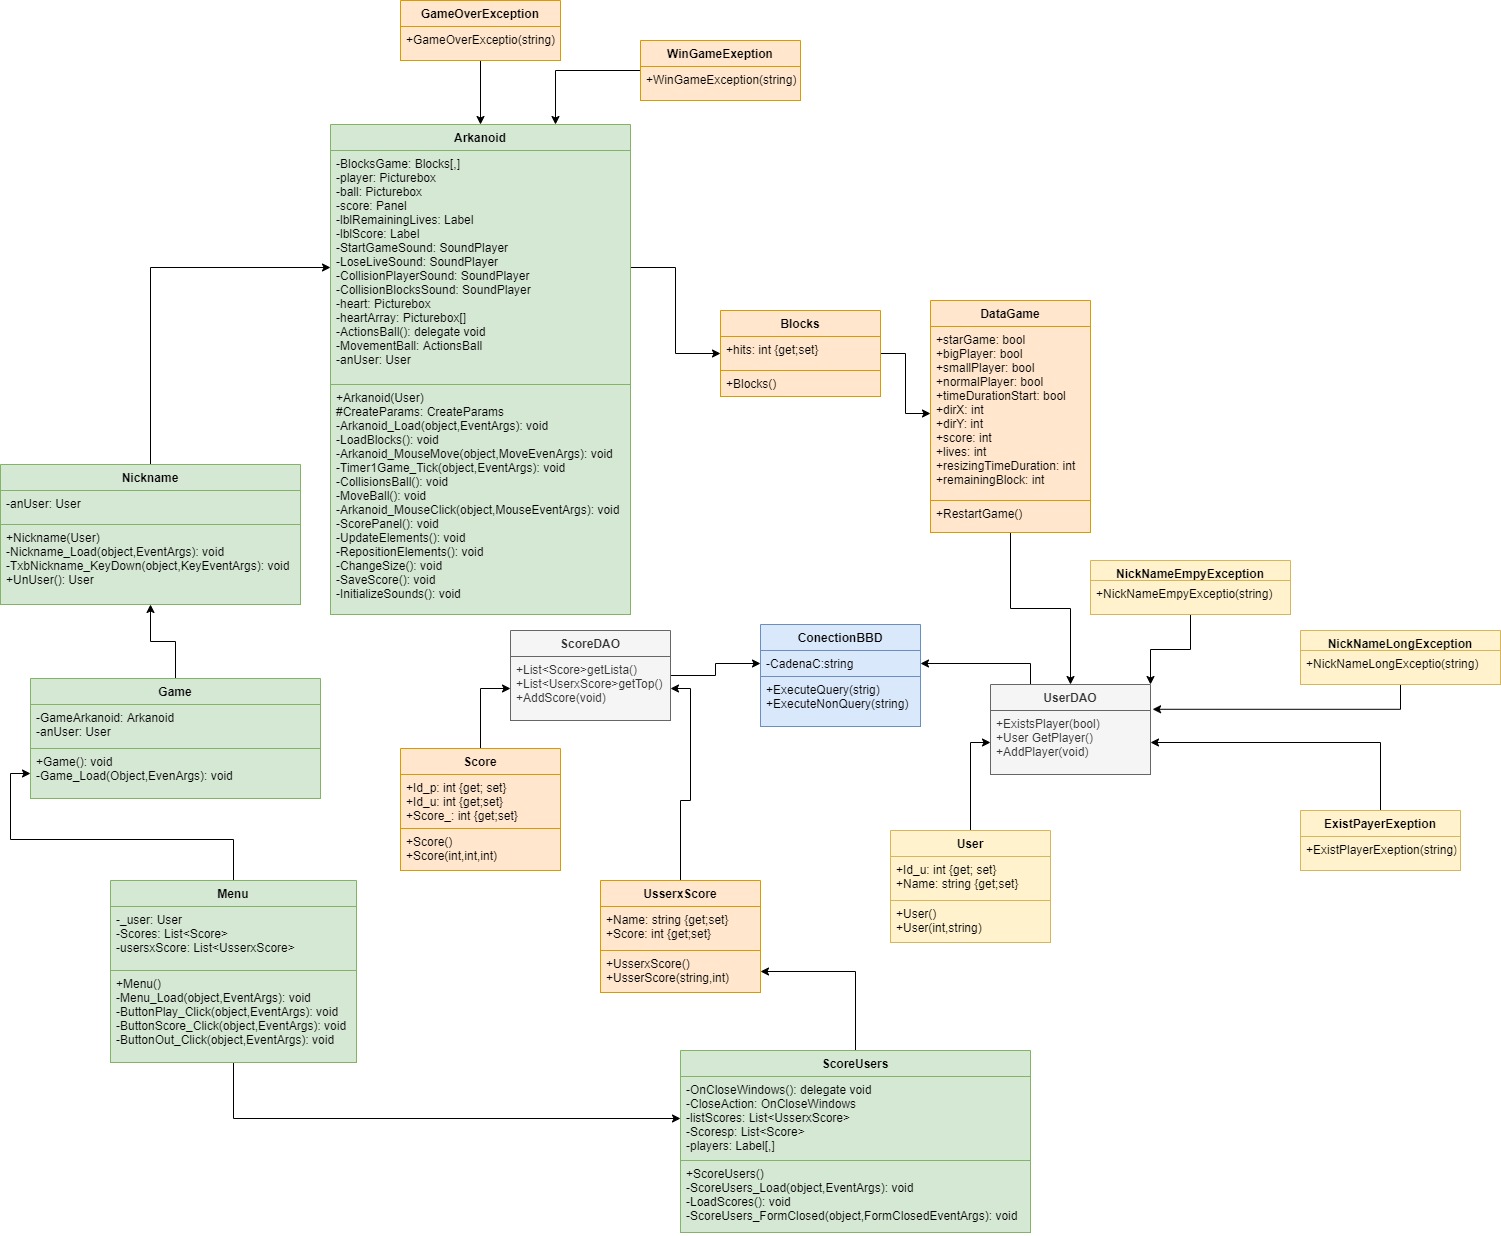 GameOverException
+GameOverExceptio(string)
WinGameExeption
+WinGameException(string)
Arkanoid
-BlocksGame: Blocks[,]
-player: Picturebox
-ball: Picturebox
-score: Panel
-lblRemainingLives: Label
-lblScore: Label
-StartGameSound: SoundPlayer
-LoseLiveSound: SoundPlayer
-CollisionPlayerSound: SoundPlayer
-CollisionBlocksSound: SoundPlayer
-heart: Picturebox
-heartArray: Picturebox[]
-ActionsBall(): delegate void
-MovementBall: ActionsBall
-anUser: User
+Arkanoid(User)
#CreateParams: CreateParams
-Arkanoid_Load(object,EventArgs): void
-LoadBlocks(): void
-Arkanoid_MouseMove(object,MoveEvenArgs): void
-Timer1Game_Tick(object,EventArgs): void
-CollisionsBall(): void
-MoveBall(): void
-Arkanoid_MouseClick(object,MouseEventArgs): void
-ScorePanel(): void
-UpdateElements(): void
-RepositionElements(): void
-ChangeSize(): void
-SaveScore(): void
-InitializeSounds(): void
Blocks
+hits: int {get;set}
+Blocks()
DataGame
+starGame: bool
+bigPlayer: bool
+smallPlayer: bool
+normalPlayer: bool
+timeDurationStart: bool
+dirX: int
+dirY: int
+score: int
+lives: int
+resizingTimeDuration: int
+remainingBlock: int
+RestartGame()
Nickname
-anUser: User
+Nickname(User)
-Nickname_Load(object,EventArgs): void
-TxbNickname_KeyDown(object,KeyEventArgs): void
+UnUser(): User
NickNameEmpyException
+NickNameEmpyExceptio(string)
NickNameLongException
+NickNameLongExceptio(string)
ScoreDAO
+List<Score>getLista()
+List<UserxScore>getTop()
+AddScore(void)
ConectionBBD
-CadenaC:string
+ExecuteQuery(strig)
+ExecuteNonQuery(string)
UserDAO
+ExistsPlayer(bool)
+User GetPlayer()
+AddPlayer(void)
Game
-GameArkanoid: Arkanoid
-anUser: User
+Game(): void
-Game_Load(Object,EvenArgs): void
Score
+Id_p: int {get; set}
+Id_u: int {get;set}
+Score_: int {get;set}
+Score()
+Score(int,int,int)
ExistPayerExeption
+ExistPlayerExeption(string)
User
+Id_u: int {get; set}
+Name: string {get;set}
+User()
+User(int,string)
Menu
-_user: User
-Scores: List<Score>
-usersxScore: List<UsserxScore>
+Menu()
-Menu_Load(object,EventArgs): void
-ButtonPlay_Click(object,EventArgs): void
-ButtonScore_Click(object,EventArgs): void
-ButtonOut_Click(object,EventArgs): void
UsserxScore
+Name: string {get;set}
+Score: int {get;set}
+UsserxScore()
+UsserScore(string,int)
ScoreUsers
-OnCloseWindows(): delegate void
-CloseAction: OnCloseWindows
-listScores: List<UsserxScore>
-Scoresp: List<Score>
-players: Label[,]
+ScoreUsers()
-ScoreUsers_Load(object,EventArgs): void
-LoadScores(): void
-ScoreUsers_FormClosed(object,FormClosedEventArgs): void